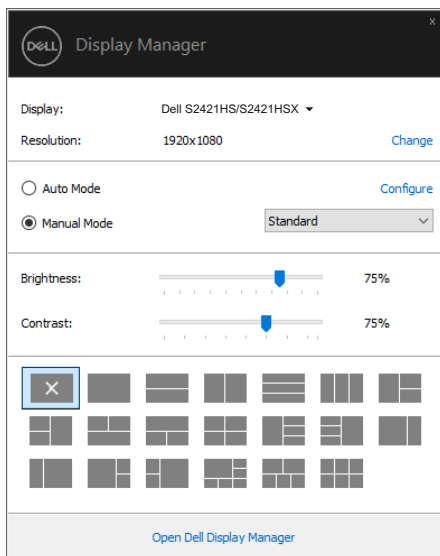 x
DELL Display Manager
Display: Dell S2421HS/S2421HSX
Resolution: 1920x1080 Change
Auto Mode Configure
Manual Mode Standard
Brightness: 75%
Contrast: 75%
Open Dell Display Manager